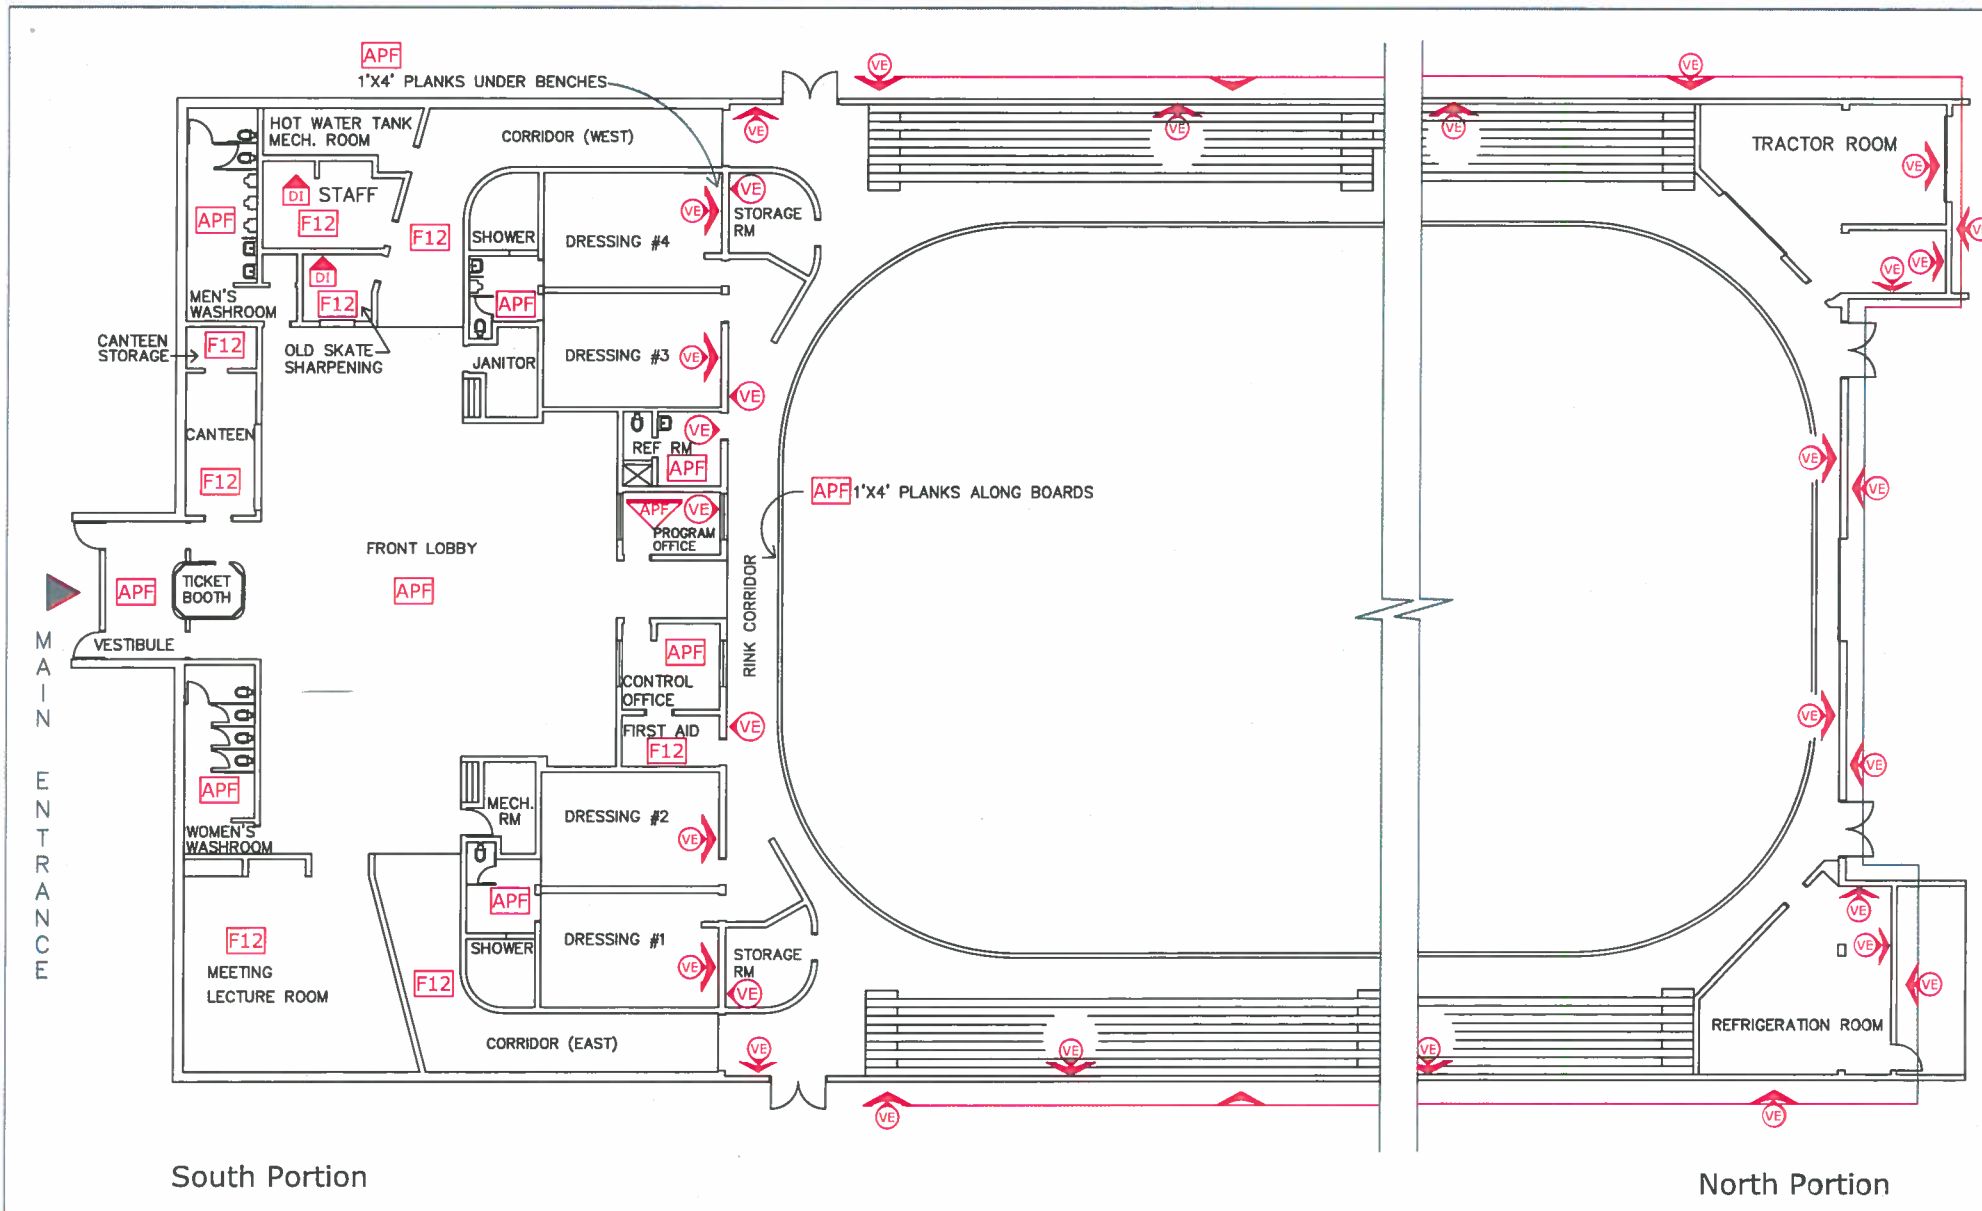 APF
1'X4' PLANKS UNDER BENCHES
VE
VE
VE
VE
VE
VE
HOT WATER TANK
MECH. ROOM
CORRIDOR (WEST)
TRACTOR ROOM
VE
DI
STAFF
F12
APF
F12
SHOWER
DRESSING #4
VE
VE
STORAGE
RM
VE
VE
VE
DI
F12
APF
MEN'S
WASHROOM
CANTEEN
STORAGE
F12
OLD SKATE
SHARPENING
JANITOR
DRESSING #3
VE
VE
CANTEEN
F12
REF RM
VE
APF
VE
VE
APF
1'X4' PLANKS ALONG BOARDS
APF
VE
PROGRAM
OFFICE
FRONT LOBBY
APF
APF
TICKET
BOOTH
VESTIBULE
MAIN ENTRANCE
RINK CORRIDOR
APF
CONTROL
OFFICE
FIRST AID
F12
VE
VE
VE
APF
WOMEN'S
WASHROOM
MECH.
RM
DRESSING #2
VE
APF
SHOWER
DRESSING #1
VE
STORAGE
RM
VE
VE
VE
VE
F12
MEETING
LECTURE ROOM
F12
CORRIDOR (EAST)
REFRIGERATION ROOM
VE
VE
VE
VE
VE
South Portion
North Portion